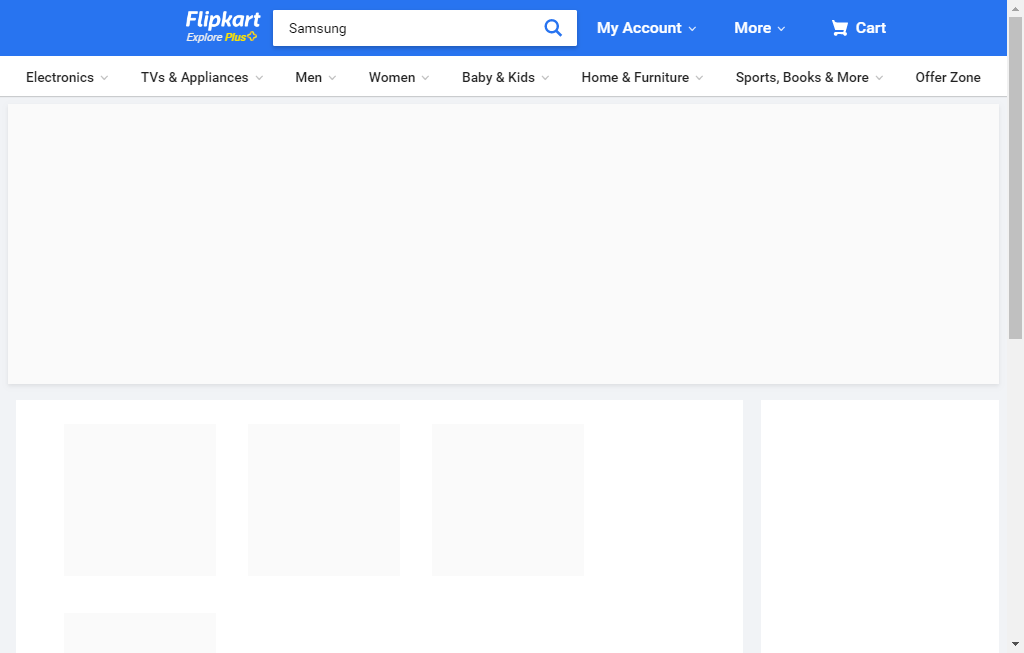 Flipkart
Explore Plus
Samsung
My Account
More
Cart
Electronics
TVs & Appliances
Men
Women
Baby & Kids
Home & Furniture
Sports, Books & More
Offer Zone